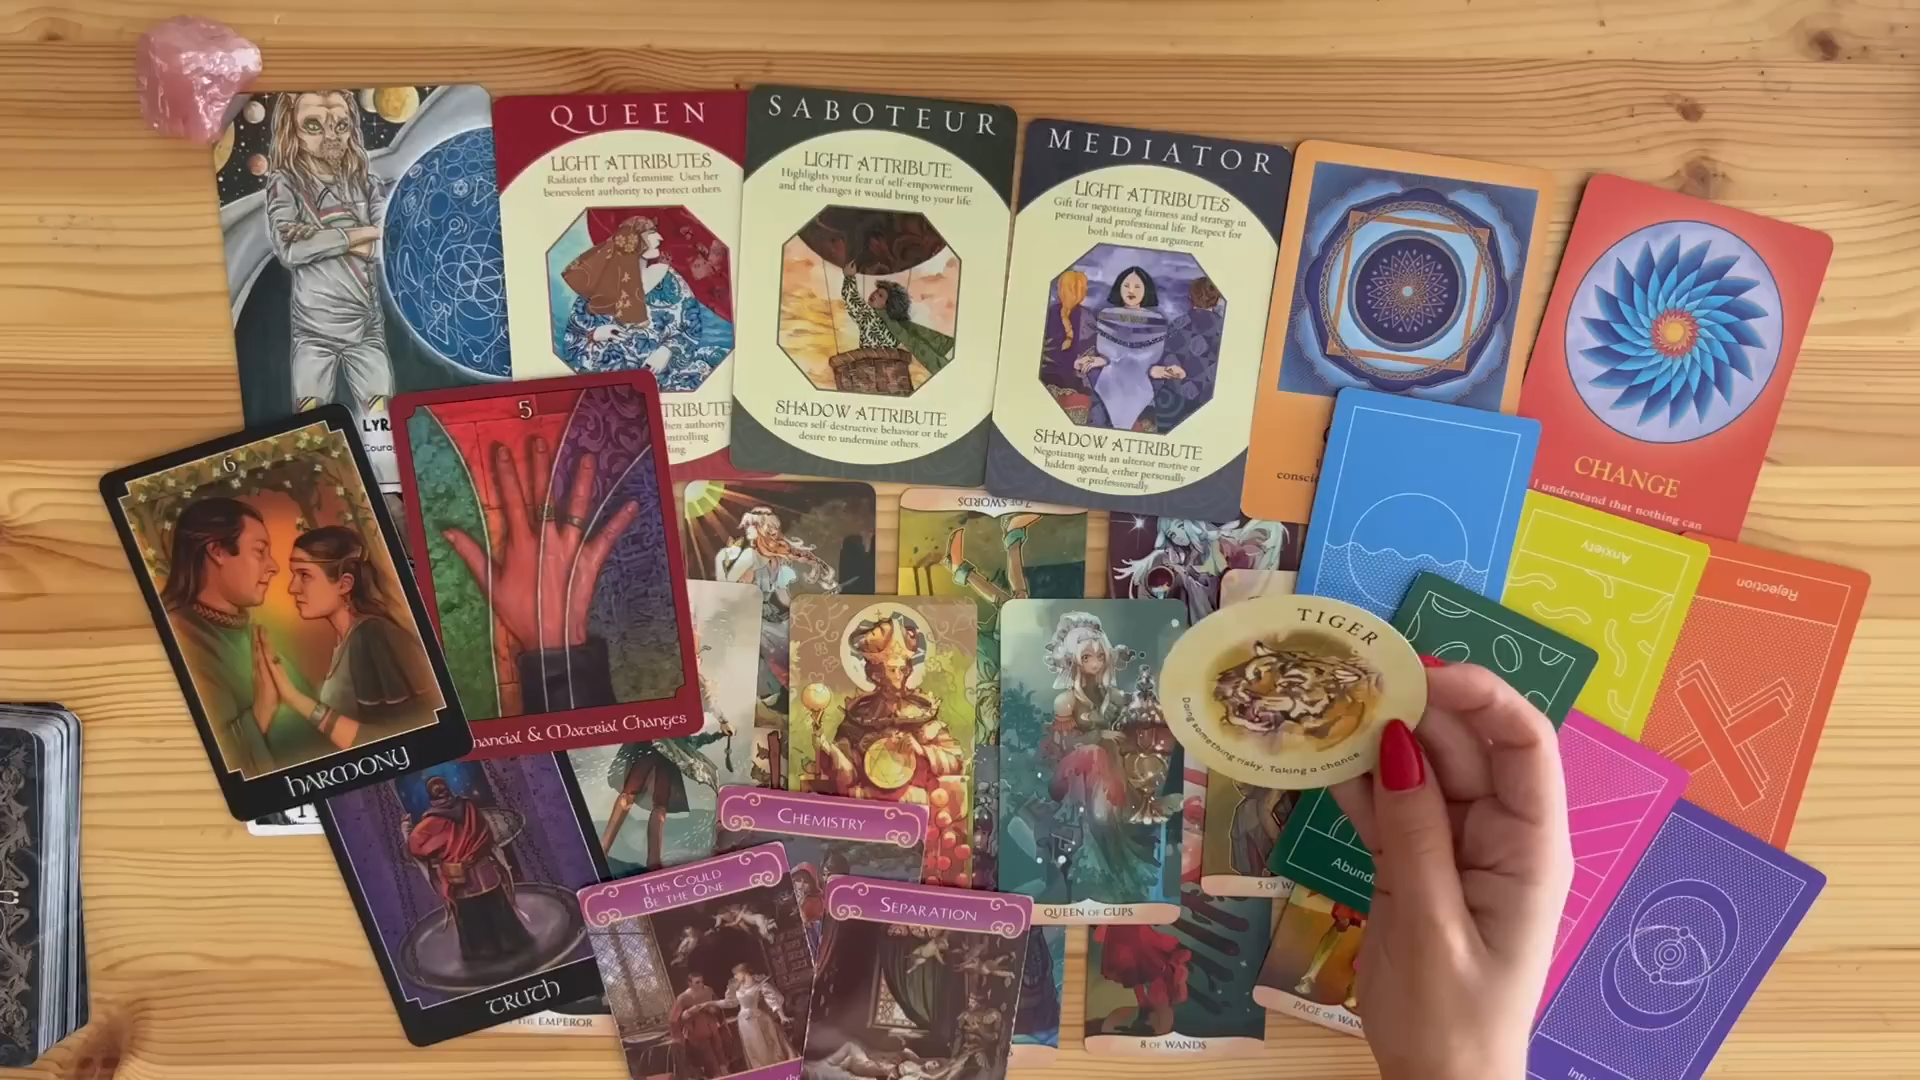 QUEEN
LIGHT ATTRIBUTES
Radiates the regal feminine. Uses her
benevolent authority to protect others
SABOTEUR
LIGHT ATTRIBUTE
Highlights your fear of self-empowerment
and the changes it would bring to your life
SHADOW ATTRIBUTE
Induces self-destructive behavior or the
desire to undermine others.
MEDIATOR
LIGHT ATTRIBUTES
Gift for negotiating fairness and strategy in
personal and professional life. Respect for
both sides of an argument.
SHADOW ATTRIBUTE
Negotiating with an ulterior motive or
hidden agenda, either personally
or professionally.
CHANGE
I understand that nothing can
5
Financial & Material Changes
6
HARMONY
TRUTH
7 OF SWORDS
Anxiety
Rejection
TIGER
Doing something risky. Taking a chance.
CHEMISTRY
THIS COULD
BE THE ONE
SEPARATION
QUEEN OF CUPS
THE EMPEROR
8 OF WANDS